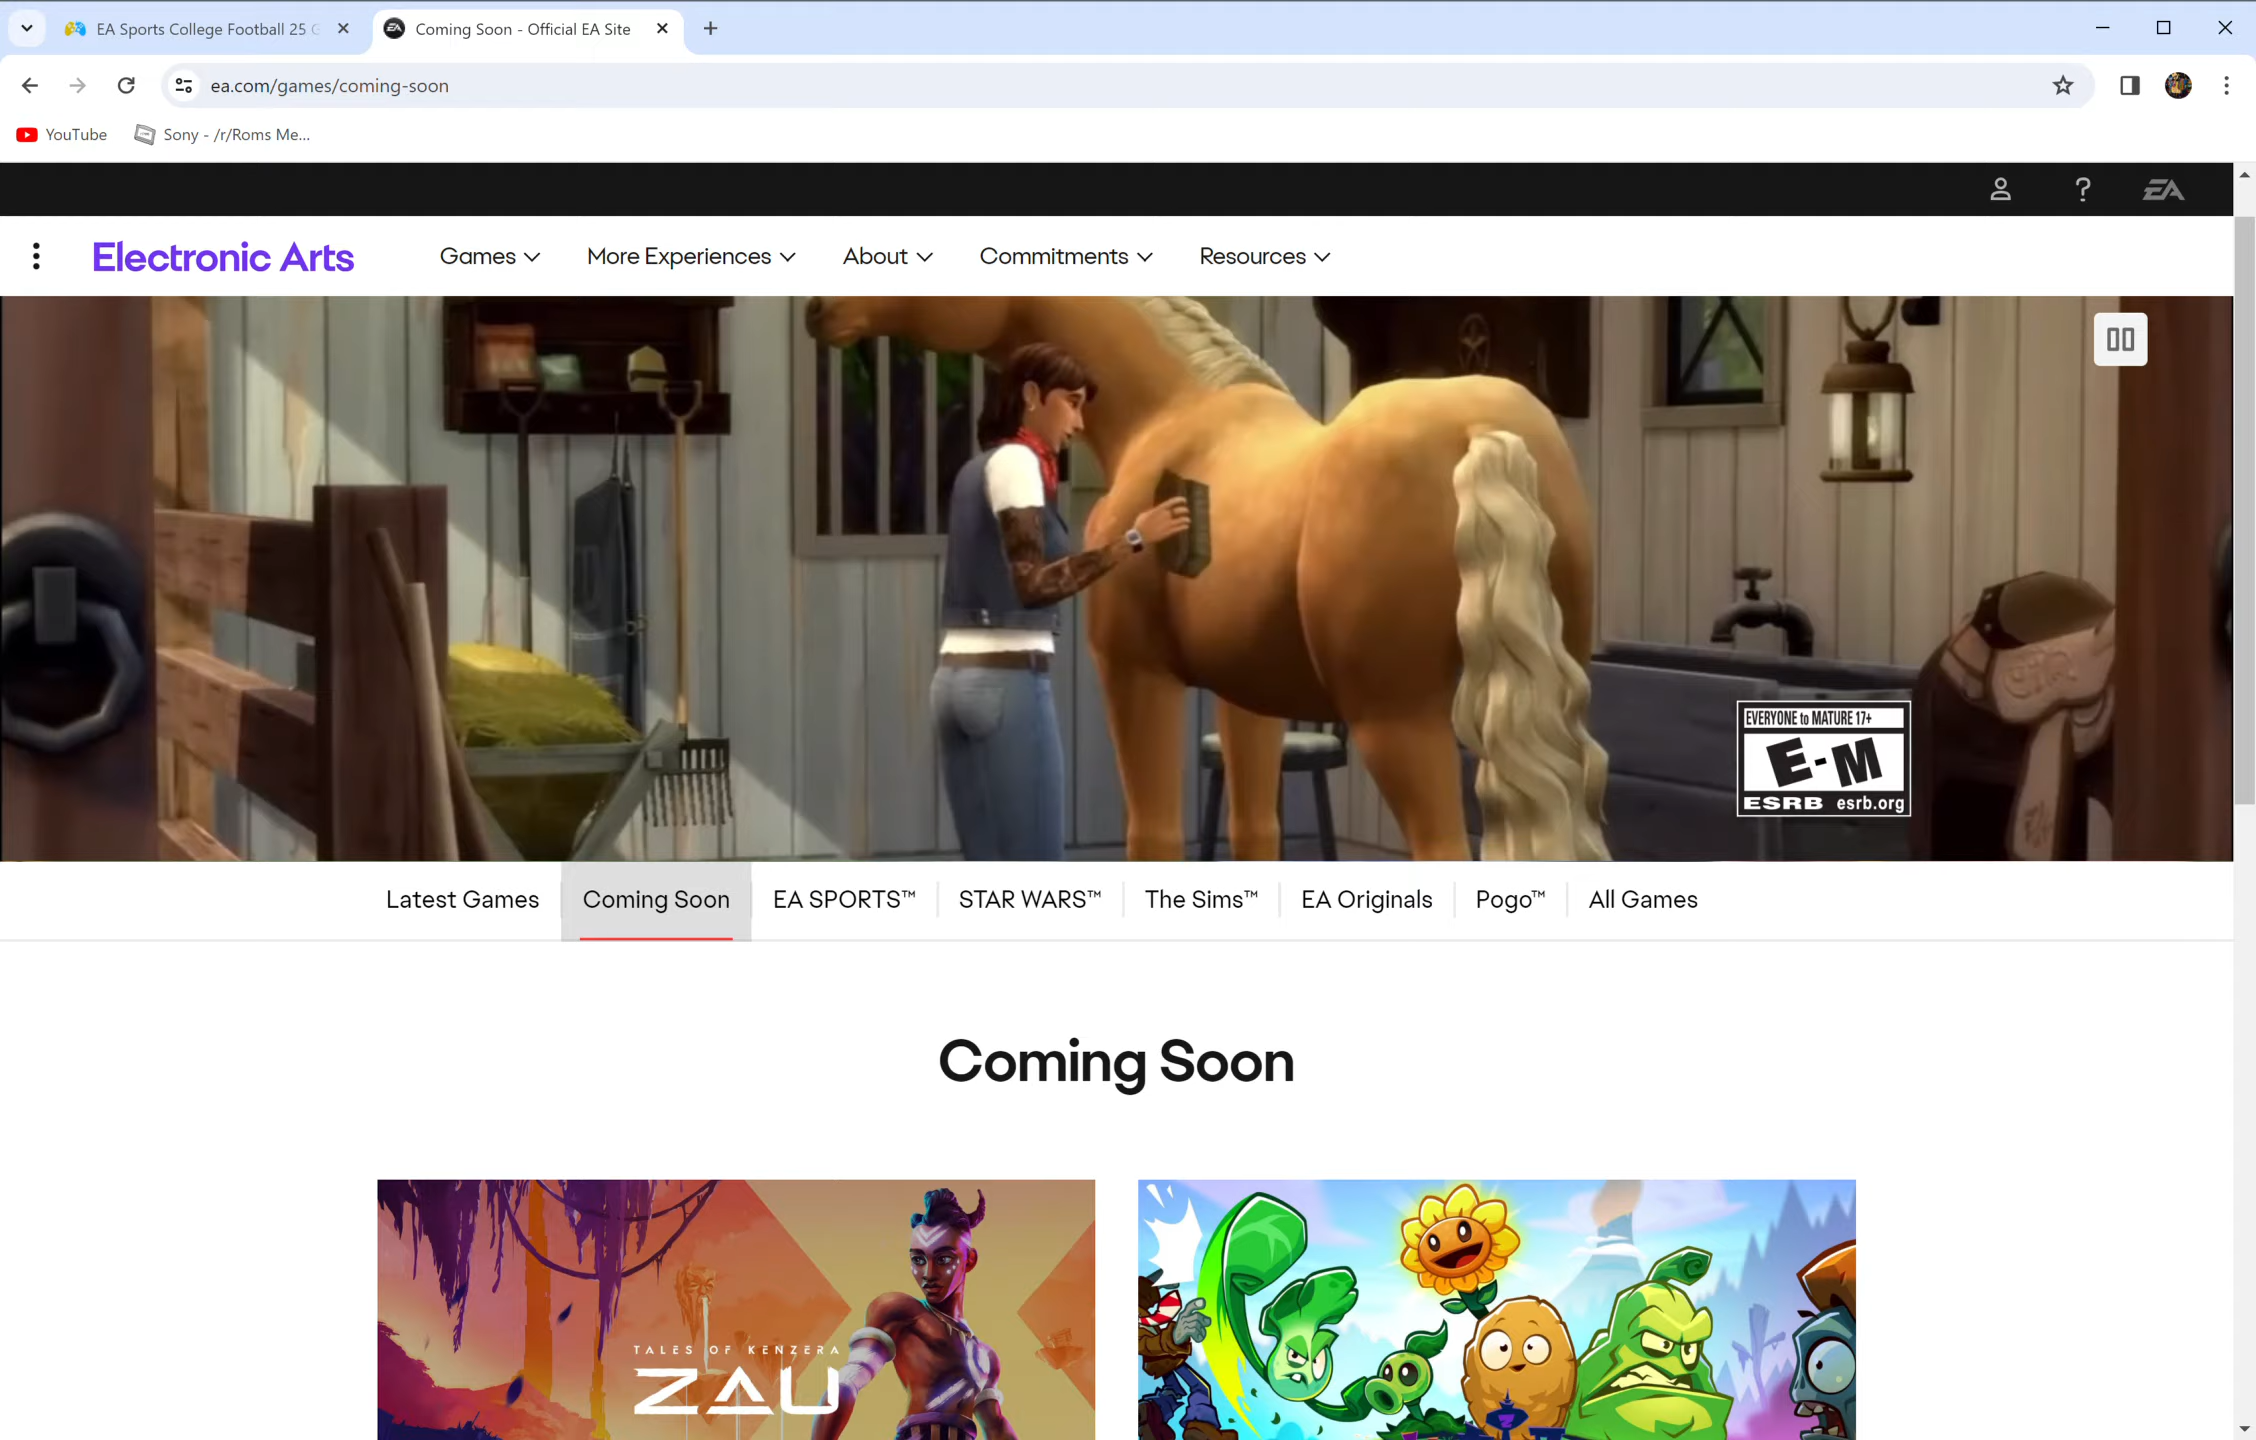 EA Sports College Football 25 G
Coming Soon - Official EA Site
ea.com/games/coming-soon
YouTube
Sony - /r/Roms Me...
EA
Electronic Arts
Games
More Experiences
About
Commitments
Resources
EVERYONE to MATURE 17+
E-M
ESRB esrb.org
Latest Games
Coming Soon
EA SPORTS™
STAR WARS™
The Sims™
EA Originals
Pogo™
All Games
Coming Soon
TALES OF KENZERA
ZAU